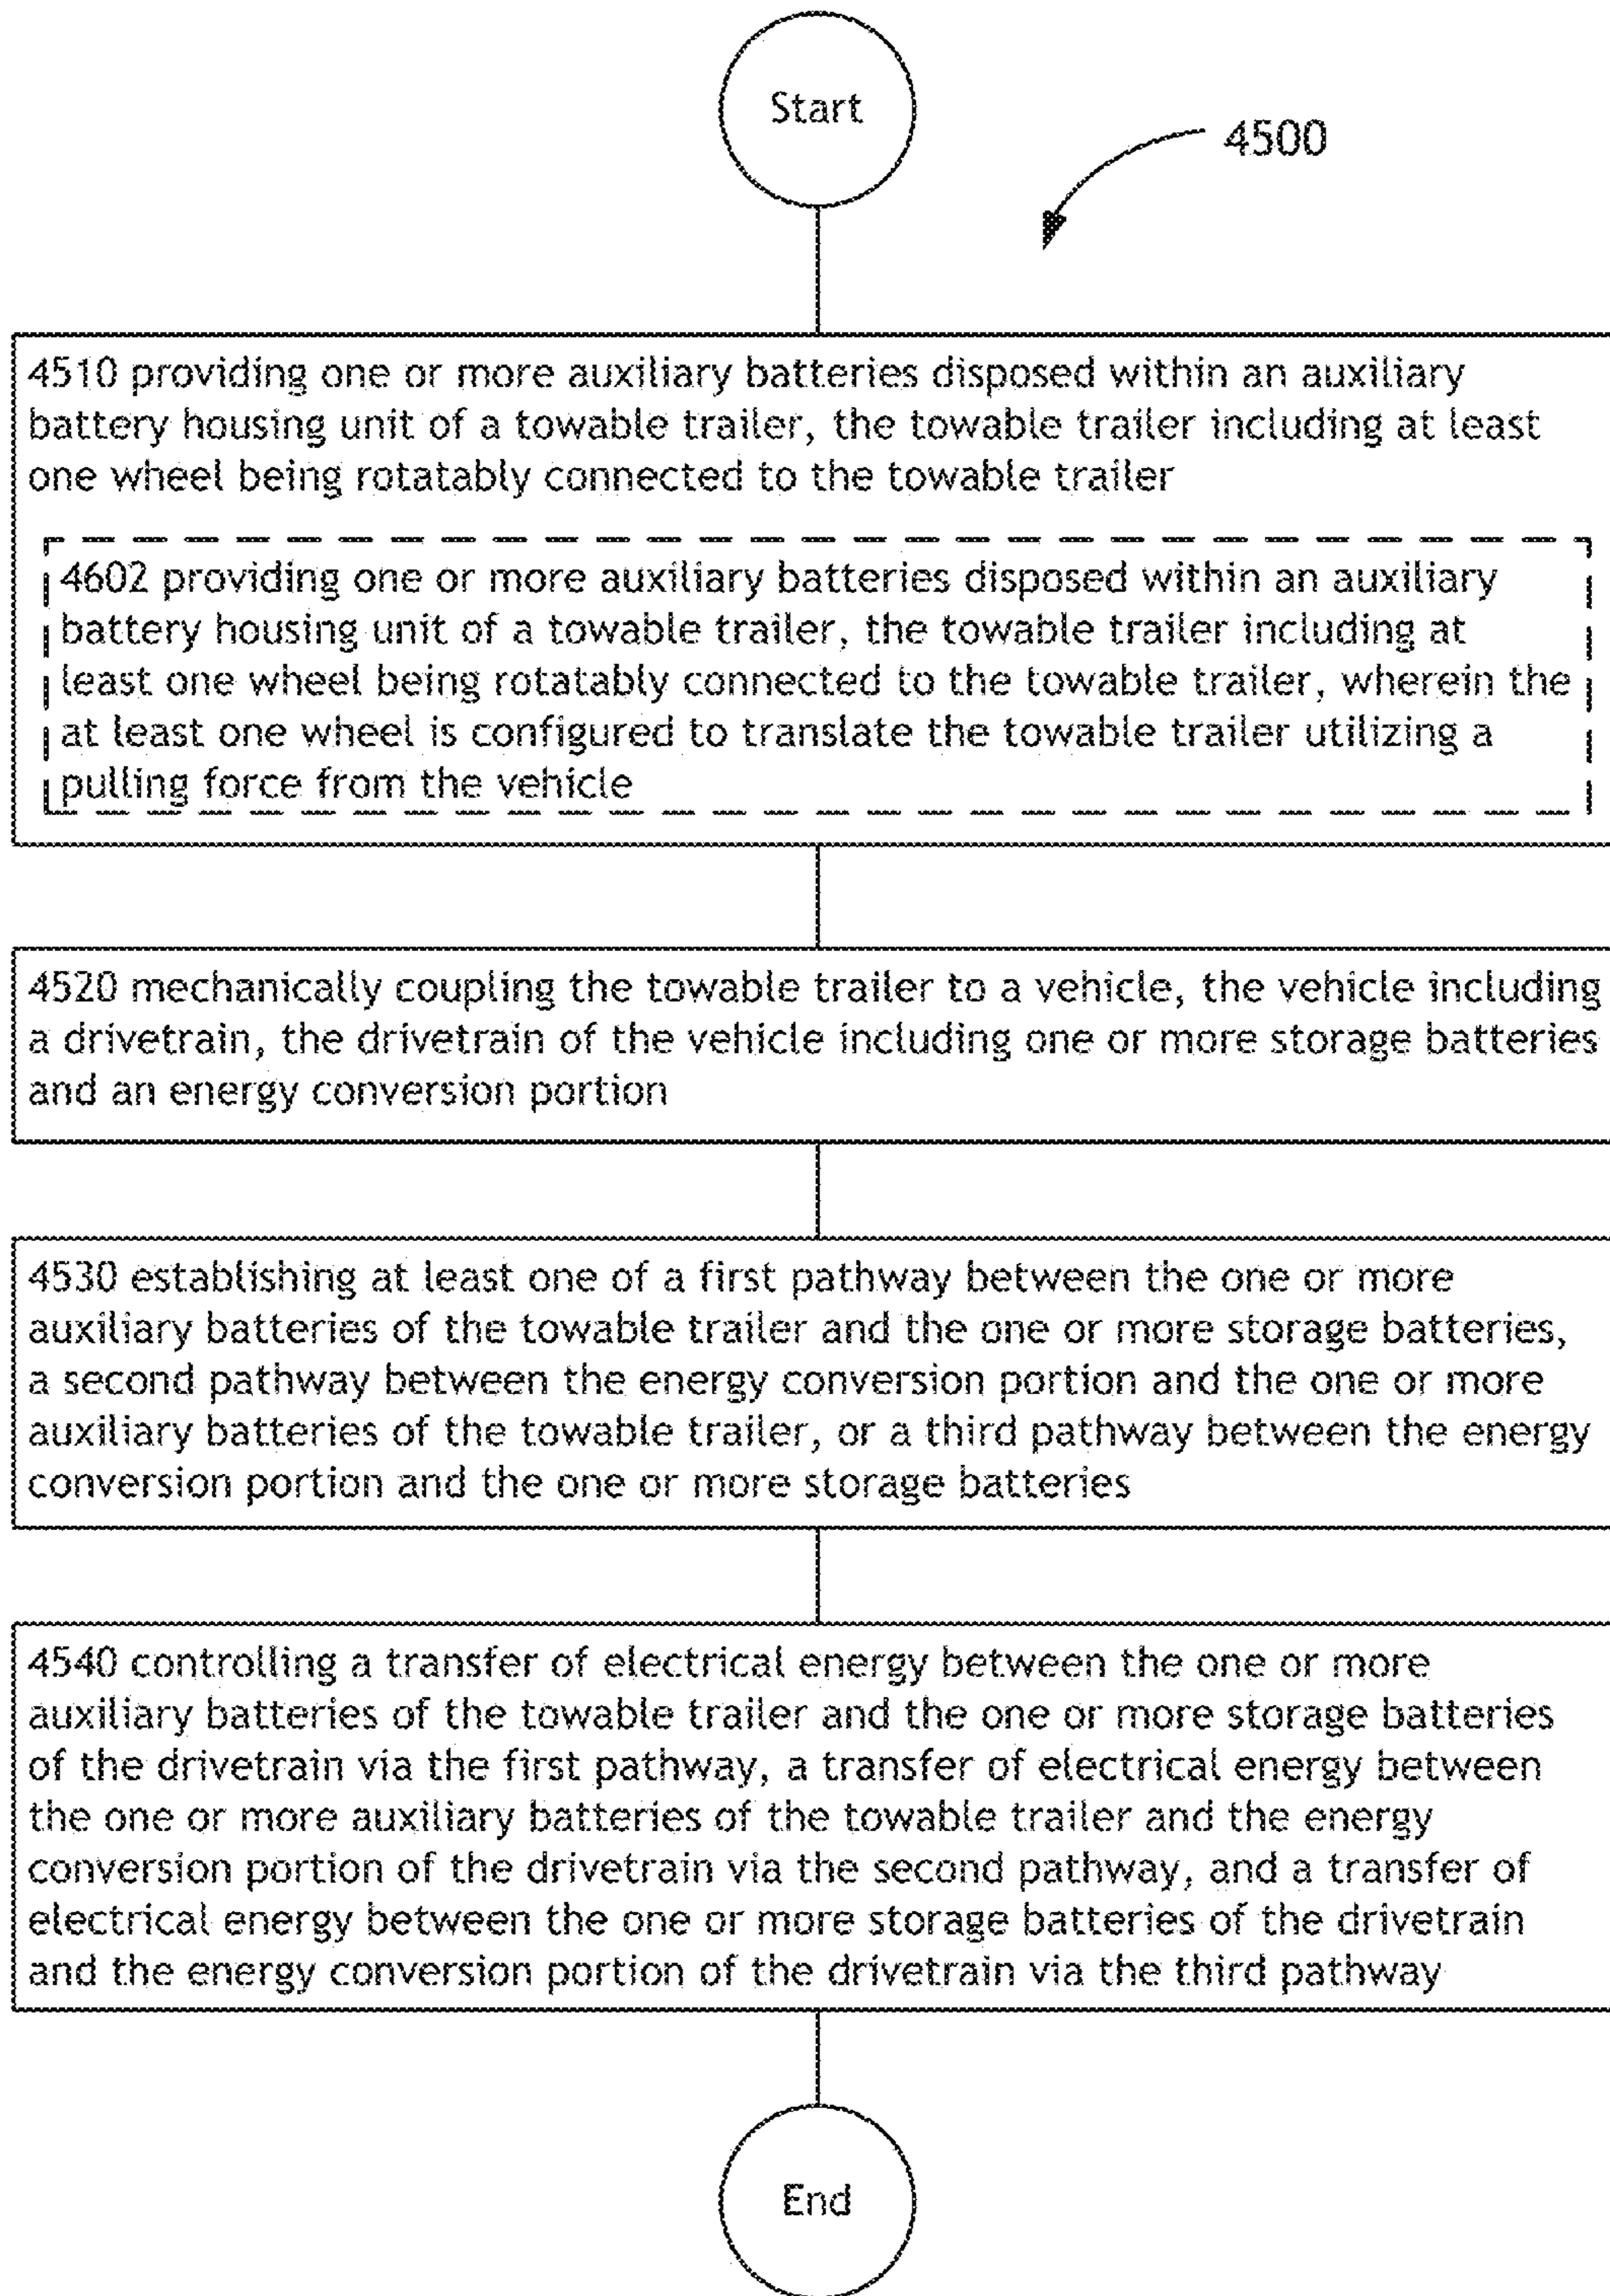 Start
4500
4510 providing one or more auxiliary batteries disposed within an auxiliary
battery housing unit of a towable trailer, the towable trailer including at least
one wheel being rotatably connected to the towable trailer
4602 providing one or more auxiliary batteries disposed within an auxiliary
battery housing unit of a towable trailer, the towable trailer including at
least one wheel being rotatably connected to the towable trailer, wherein the
at least one wheel is configured to translate the towable trailer utilizing a
pulling force from the vehicle
4520 mechanically coupling the towable trailer to a vehicle, the vehicle including
a drivetrain, the drivetrain of the vehicle including one or more storage batteries
and an energy conversion portion
4530 establishing at least one of a first pathway between the one or more
auxiliary batteries of the towable trailer and the one or more storage batteries,
a second pathway between the energy conversion portion and the one or more
auxiliary batteries of the towable trailer, or a third pathway between the energy
conversion portion and the one or more storage batteries
4540 controlling a transfer of electrical energy between the one or more
auxiliary batteries of the towable trailer and the one or more storage batteries
of the drivetrain via the first pathway, a transfer of electrical energy between
the one or more auxiliary batteries of the towable trailer and the energy
conversion portion of the drivetrain via the second pathway, and a transfer of
electrical energy between the one or more storage batteries of the drivetrain
and the energy conversion portion of the drivetrain via the third pathway
End